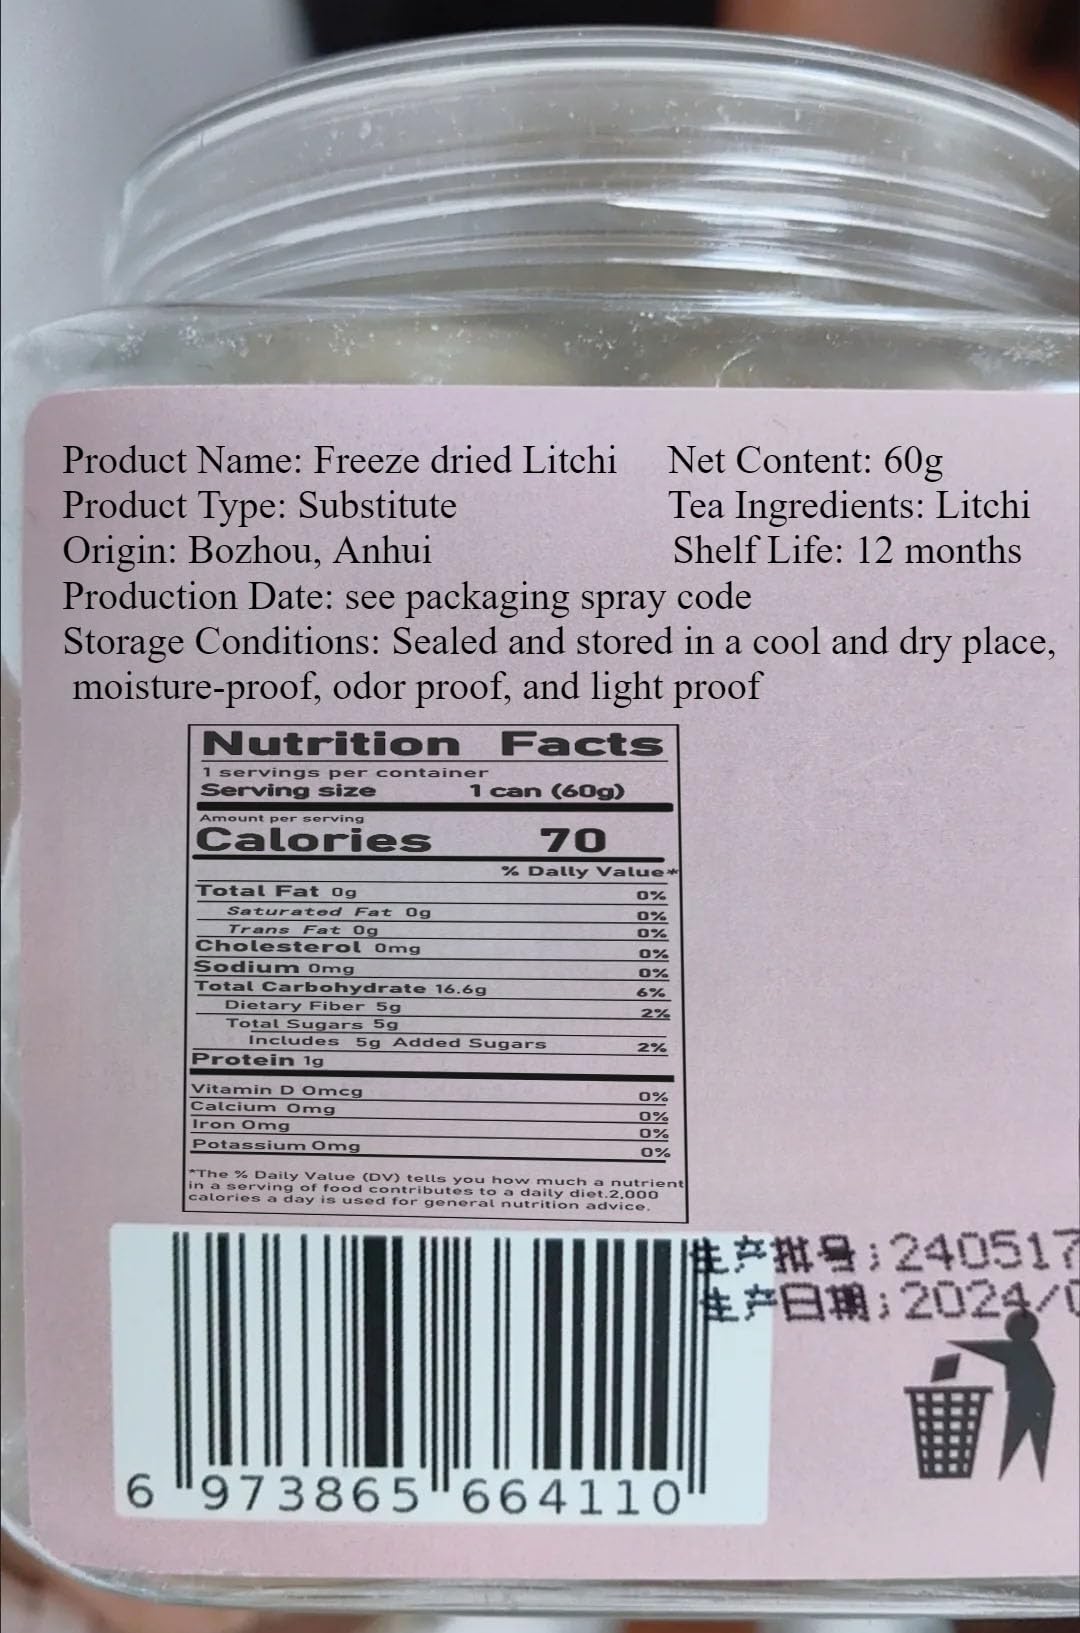 Product Name: Freeze dried Litchi Net Content: 60g
Product Type: Substitute Tea Ingredients: Litchi
Origin: Bozhou, Anhui Shelf Life: 12 months
Production Date: see packaging spray code
Storage Conditions: Sealed and stored in a cool and dry place,
moisture-proof, odor proof, and light proof
Nutrition Facts
1 servings per container
Serving size 1 can (60g)
Amount per serving
Calories 70
% Daily Value*
Total Fat 0g 0%
Saturated Fat 0g 0%
Trans Fat 0g 0%
Cholesterol 0mg 0%
Sodium 0mg 0%
Total Carbohydrate 16.6g 6%
Dietary Fiber 5g 2%
Total Sugars 5g
Includes 5g Added Sugars 2%
Protein 1g
Vitamin D 0mcg 0%
Calcium 0mg 0%
Iron 0mg 0%
Potassium 0mg 0%
*The % Daily Value (DV) tells you how much a nutrient
in a serving of food contributes to a daily diet.2,000
calories a day is used for general nutrition advice.
生产批号:240517
生产日期:2024/0
6 973865 664110